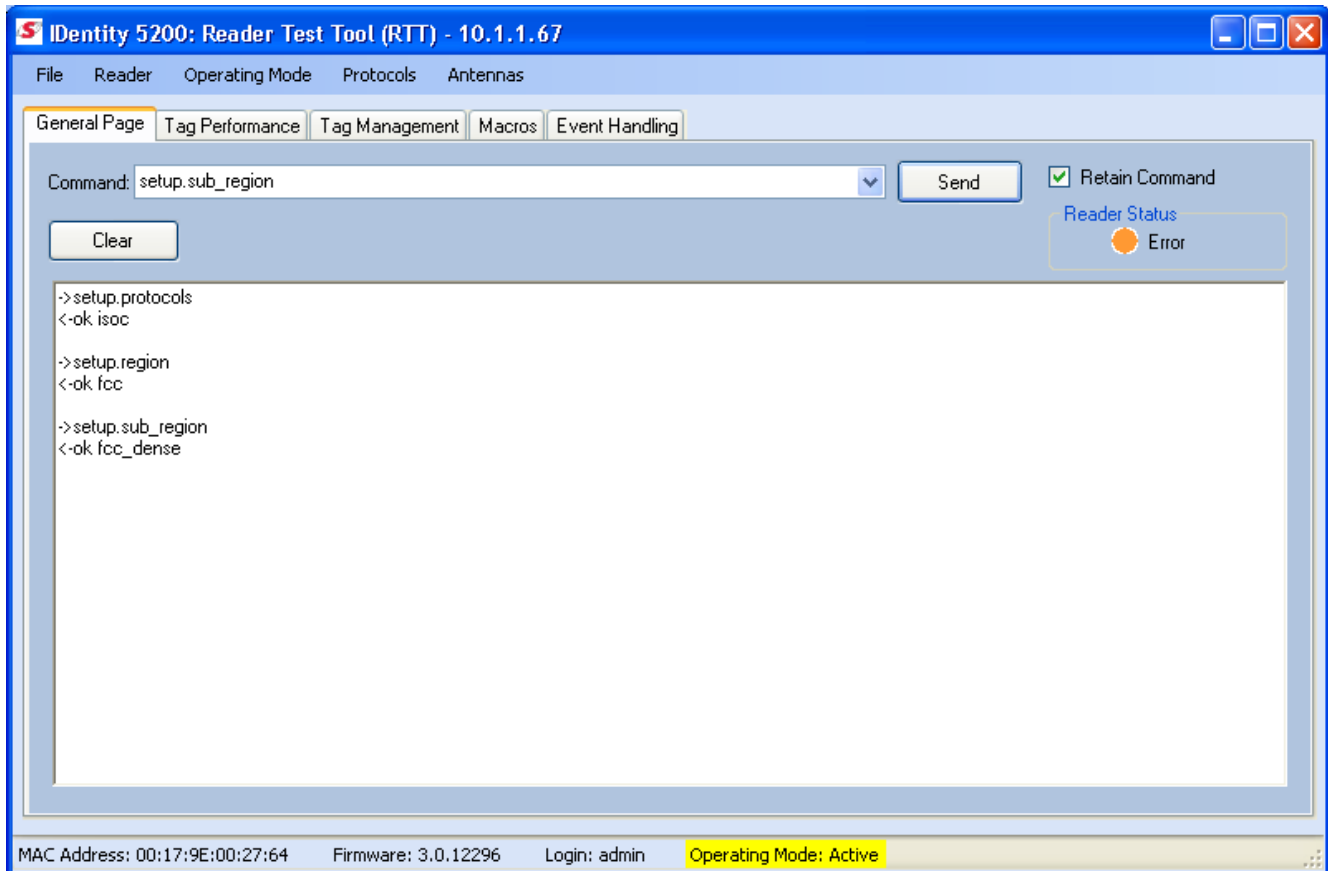 IDentity 5200: Reader Test Tool (RTT) - 10.1.1.67
File Reader Operating Mode Protocols Antennas
General Page Tag Performance Tag Management Macros Event Handling
Command: setup.sub_region Send Retain Command
Reader Status
Clear Error
->setup.protocols
<-ok isoc
->setup.region
<-ok fcc
->setup.sub_region
<-ok fcc_dense
MAC Address: 00:17:9E:00:27:64 Firmware: 3.0.12296 Login: admin Operating Mode: Active